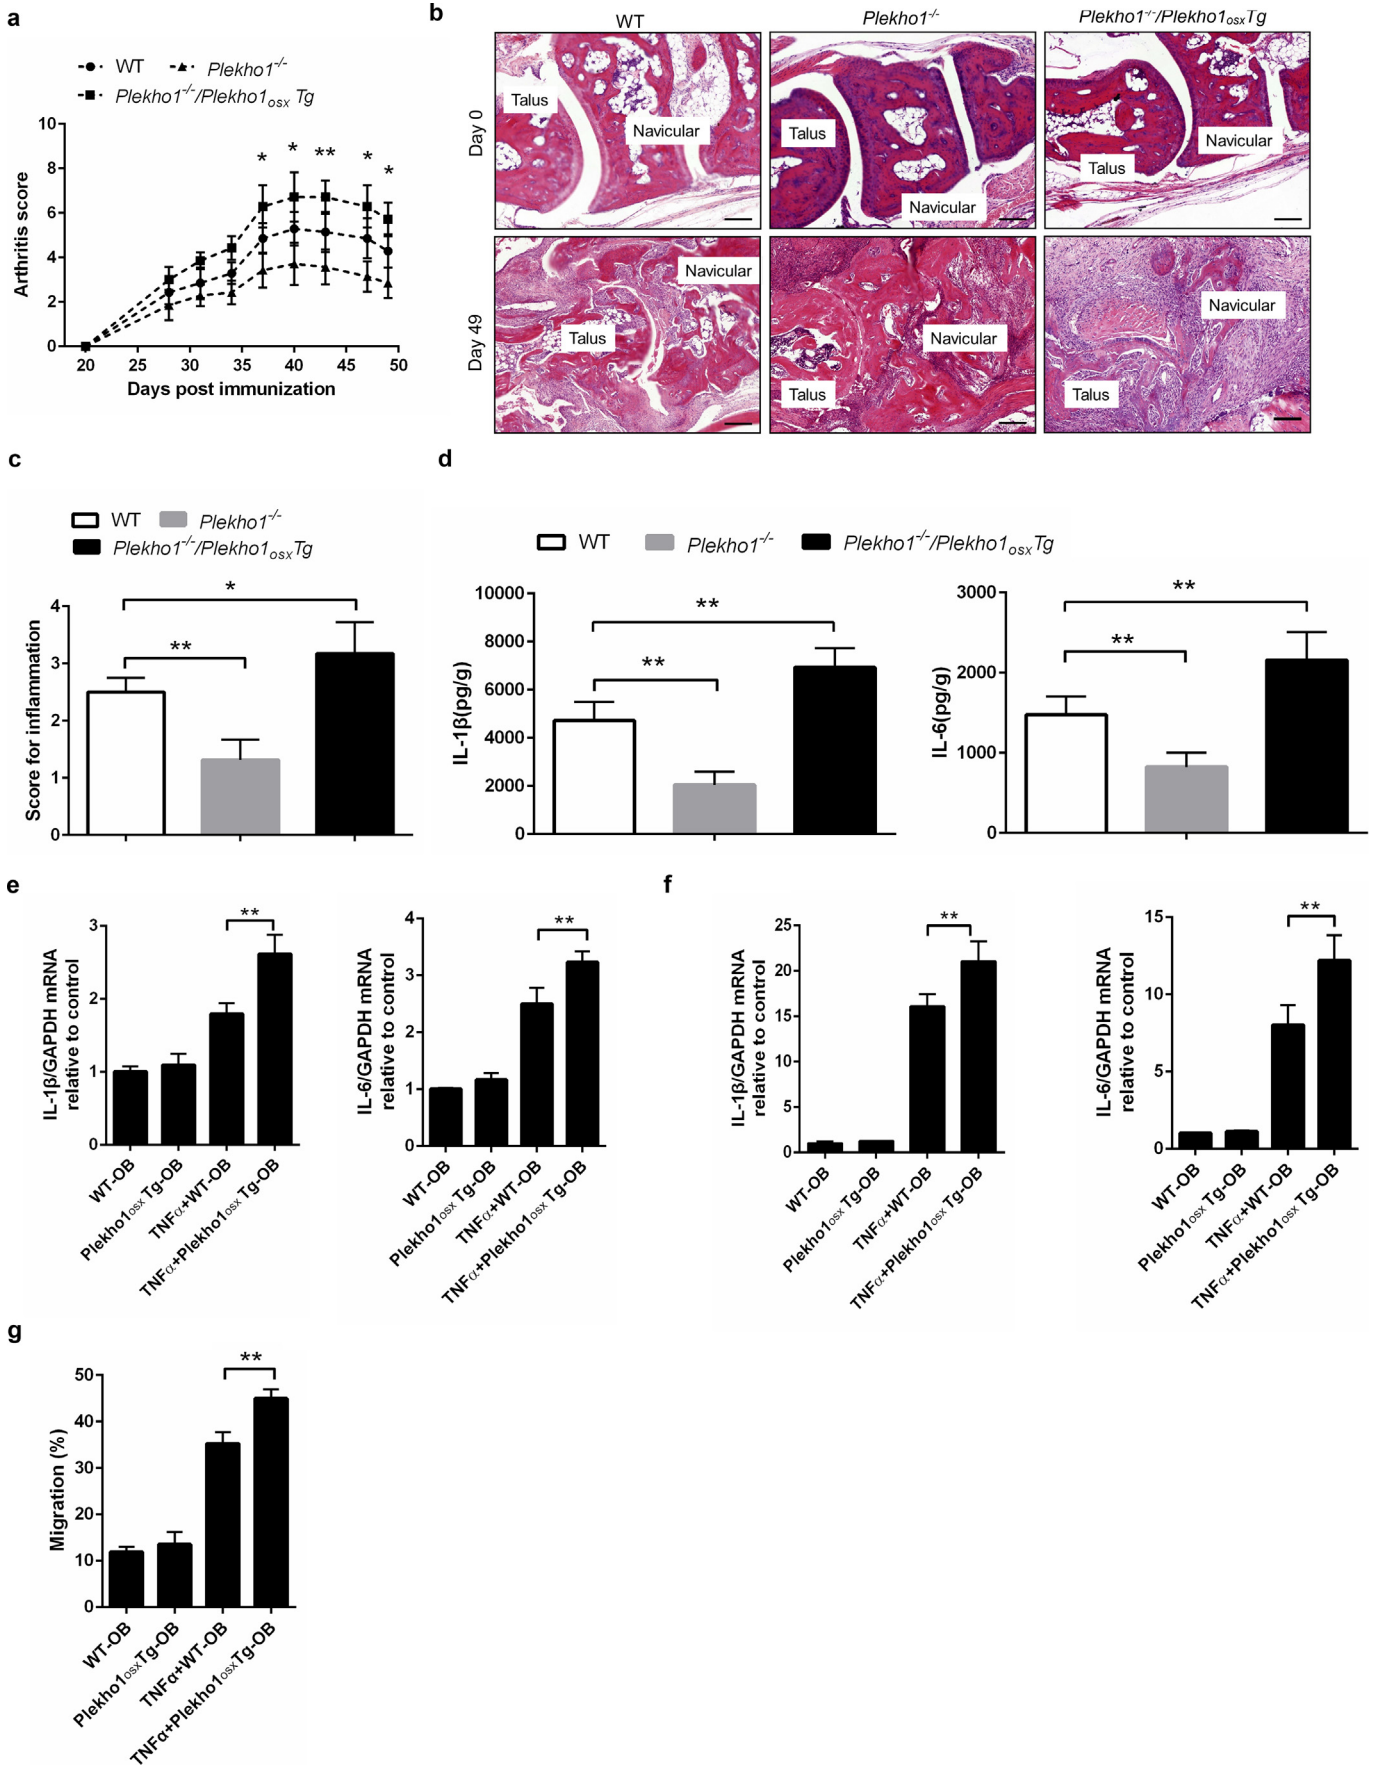 a
WT Plekho1-/-
Plekho1-/-/Plekho1osx Tg
10
8
6
4
2
0
Arthritis score
* * ** * *
20 25 30 35 40 45 50
Days post immunization
b
WT Plekho1-/- Plekho1-/-/Plekho1osxTg
Day 0
Talus Navicular
Talus Navicular
Talus Navicular
Day 49
Talus Navicular
Talus Navicular
Talus Navicular
c
WT Plekho1-/-
Plekho1-/-/Plekho1osxTg
Score for inflammation
4
3
2
1
0
*
**
d
WT Plekho1-/- Plekho1-/-/Plekho1osxTg
IL-1β(pg/g)
10000
8000
6000
4000
2000
0
**
**
IL-6(pg/g)
3000
2000
1000
0
**
**
e
IL-1β/GAPDH mRNA
relative to control
3
2
1
0
**
WT-OB
Plekho1osx Tg-OB
TNFα+WT-OB
TNFα+Plekho1osx Tg-OB
IL-6/GAPDH mRNA
relative to control
4
3
2
1
0
**
WT-OB
Plekho1osx Tg-OB
TNFα+WT-OB
TNFα+Plekho1osx Tg-OB
f
IL-1β/GAPDH mRNA
relative to control
25
20
15
10
5
0
**
WT-OB
Plekho1osx Tg-OB
TNFα+WT-OB
TNFα+Plekho1osx Tg-OB
IL-6/GAPDH mRNA
relative to control
15
10
5
0
**
WT-OB
Plekho1osx Tg-OB
TNFα+WT-OB
TNFα+Plekho1osx Tg-OB
g
Migration (%)
50
40
30
20
10
0
**
WT-OB
Plekho1osxTg-OB
TNFα+WT-OB
TNFα+Plekho1osxTg-OB